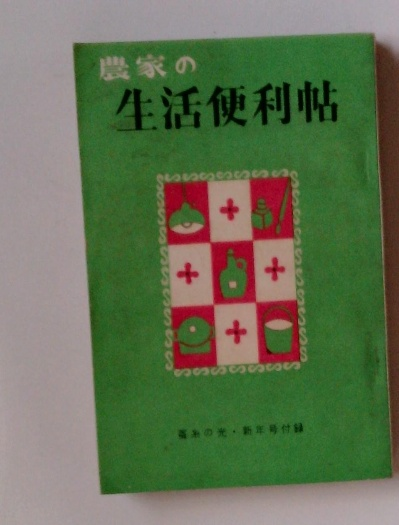 農家の
生活便利帖
家の光・新年号付録